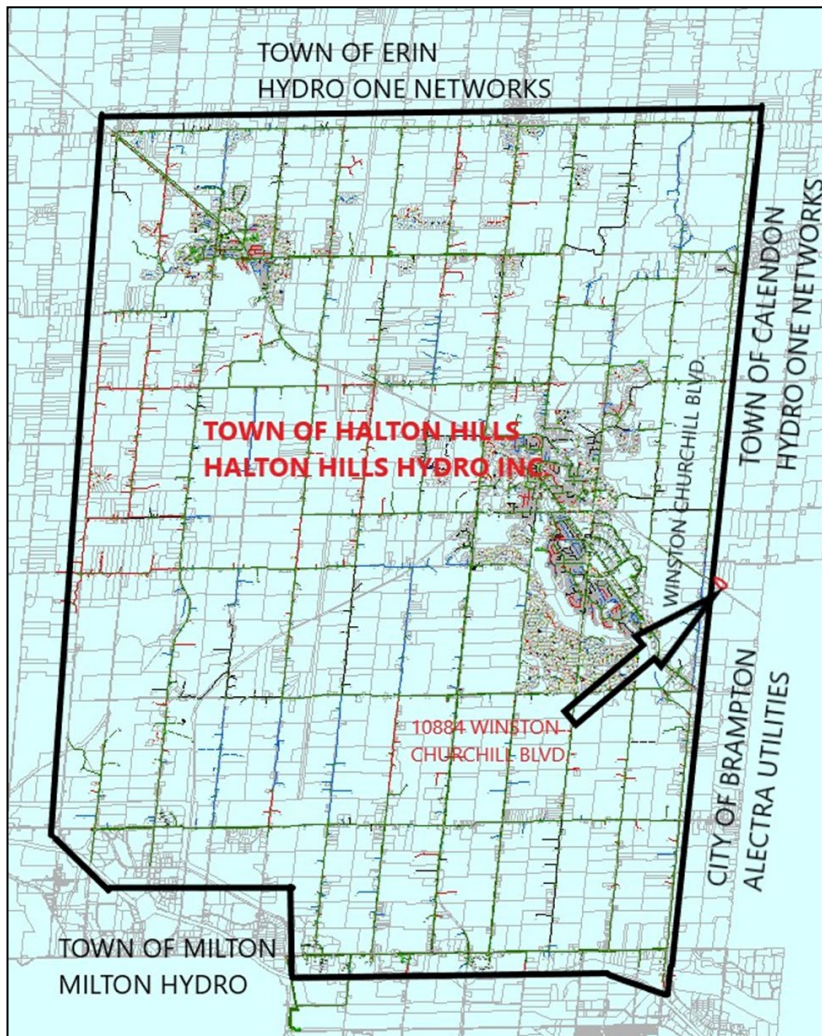 TOWN OF ERIN
HYDRO ONE NETWORKS
TOWN OF CALENDON
HYDRO ONE NETWORKS
WINSTON CHURCHILL BLVD.
TOWN OF HALTON HILLS
HALTON HILLS HYDRO INC.
10884 WINSTON
CHURCHILL BLVD.
CITY OF BRAMPTON
ALECTRA UTILITIES
TOWN OF MILTON
MILTON HYDRO